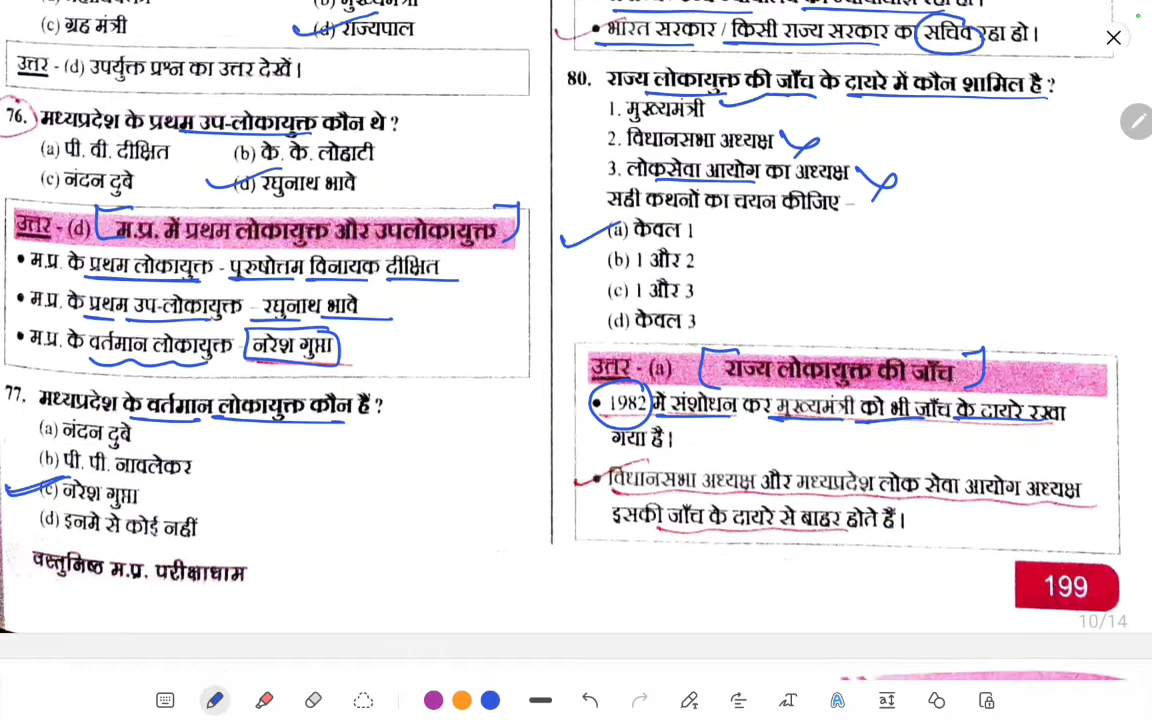 (c) गृह मंत्री
(d) राज्यपाल
उत्तर - (d) उपर्युक्त प्रश्न का उत्तर देखें।
76. मध्यप्रदेश के प्रथम उप-लोकायुक्त कौन थे ?
(a) पी. वी. दीक्षित (b) के. के. लोहाटी
(c) नंदन दुबे (d) रघुनाथ भावे
उत्तर - (d) म.प्र. में प्रथम लोकायुक्त और उपलोकायुक्त
• म.प्र. के प्रथम लोकायुक्त - पुरुषोत्तम विनायक दीक्षित
• म.प्र. के प्रथम उप-लोकायुक्त - रघुनाथ भावे
• म.प्र. के वर्तमान लोकायुक्त - नरेश गुप्ता
77. मध्यप्रदेश के वर्तमान लोकायुक्त कौन हैं ?
(a) नंदन दुबे
(b) पी. पी. नावलेकर
(c) नरेश गुप्ता
(d) इनमे से कोई नहीं
वस्तुनिष्ठ म.प्र. परीक्षाधाम
• भारत सरकार / किसी राज्य सरकार का सचिव रहा हो।
80. राज्य लोकायुक्त की जाँच के दायरे में कौन शामिल है ?
1. मुख्यमंत्री
2. विधानसभा अध्यक्ष
3. लोकसेवा आयोग का अध्यक्ष
सही कथनों का चयन कीजिए -
(a) केवल 1
(b) 1 और 2
(c) 1 और 3
(d) केवल 3
उत्तर - (a) राज्य लोकायुक्त की जाँच
• 1982 में संशोधन कर मुख्यमंत्री को भी जाँच के दायरे रखा
गया है।
• विधानसभा अध्यक्ष और मध्यप्रदेश लोक सेवा आयोग अध्यक्ष
इसकी जाँच के दायरे से बाहर होते हैं।
199
10/14